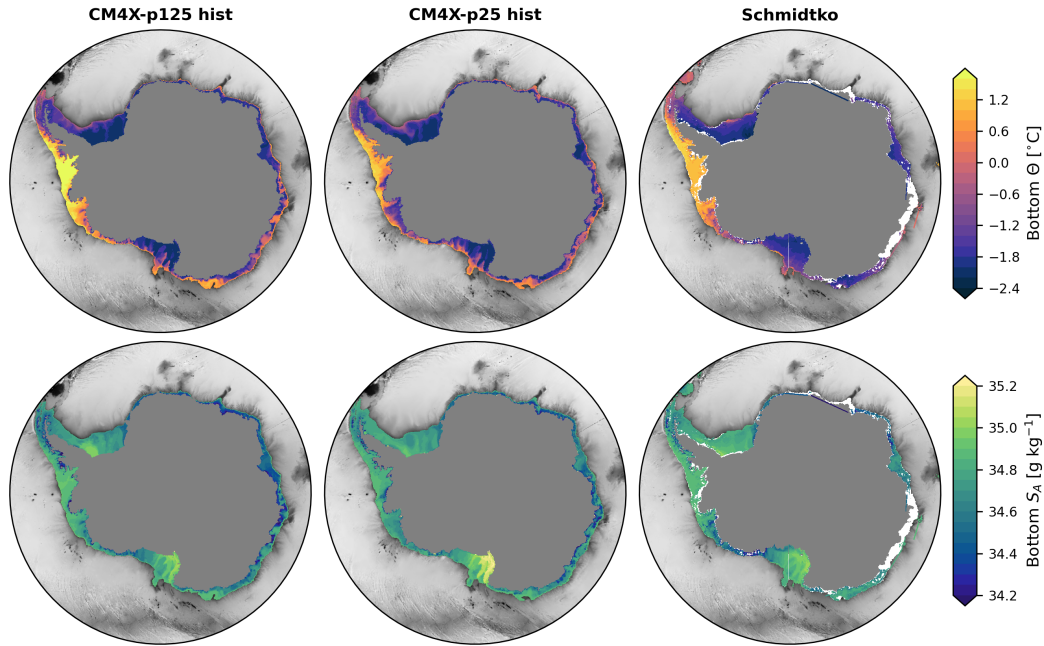 CM4X-p125 hist
CM4X-p25 hist
Schmidtko
1.2
0.6
0.0
−0.6
−1.2
−1.8
−2.4
Bottom Θ [°C]
35.2
35.0
34.8
34.6
34.4
34.2
Bottom S_A [g kg⁻¹]